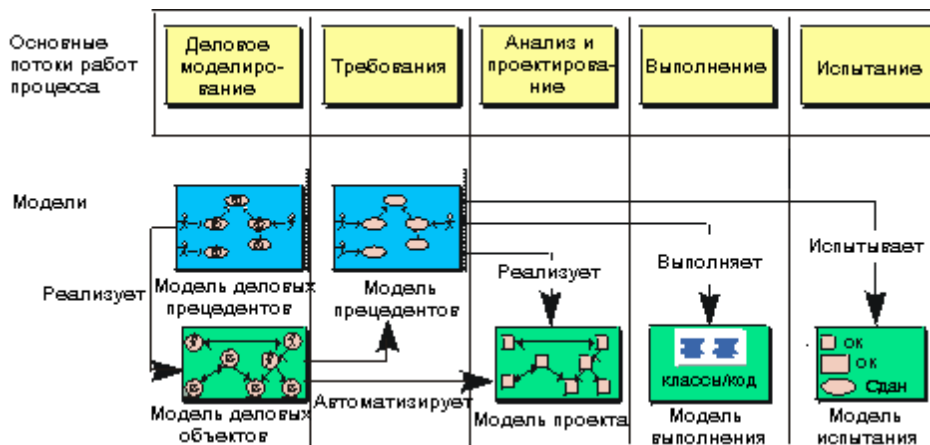 Основные
потоки работ
процесса
Деловое
моделиро-
вание
Требования
Анализ и
проектирова-
ние
Выполнение
Испытание
Модели
Реализует
Модель деловых
прецедентов
Модель
прецедентов
Реализует
Выполняет
Испытывает
Автоматизирует
Модель деловых
объектов
Модель проекта
классы/код
Модель
выполнения
ок
ок
Сдан
Модель
испытания